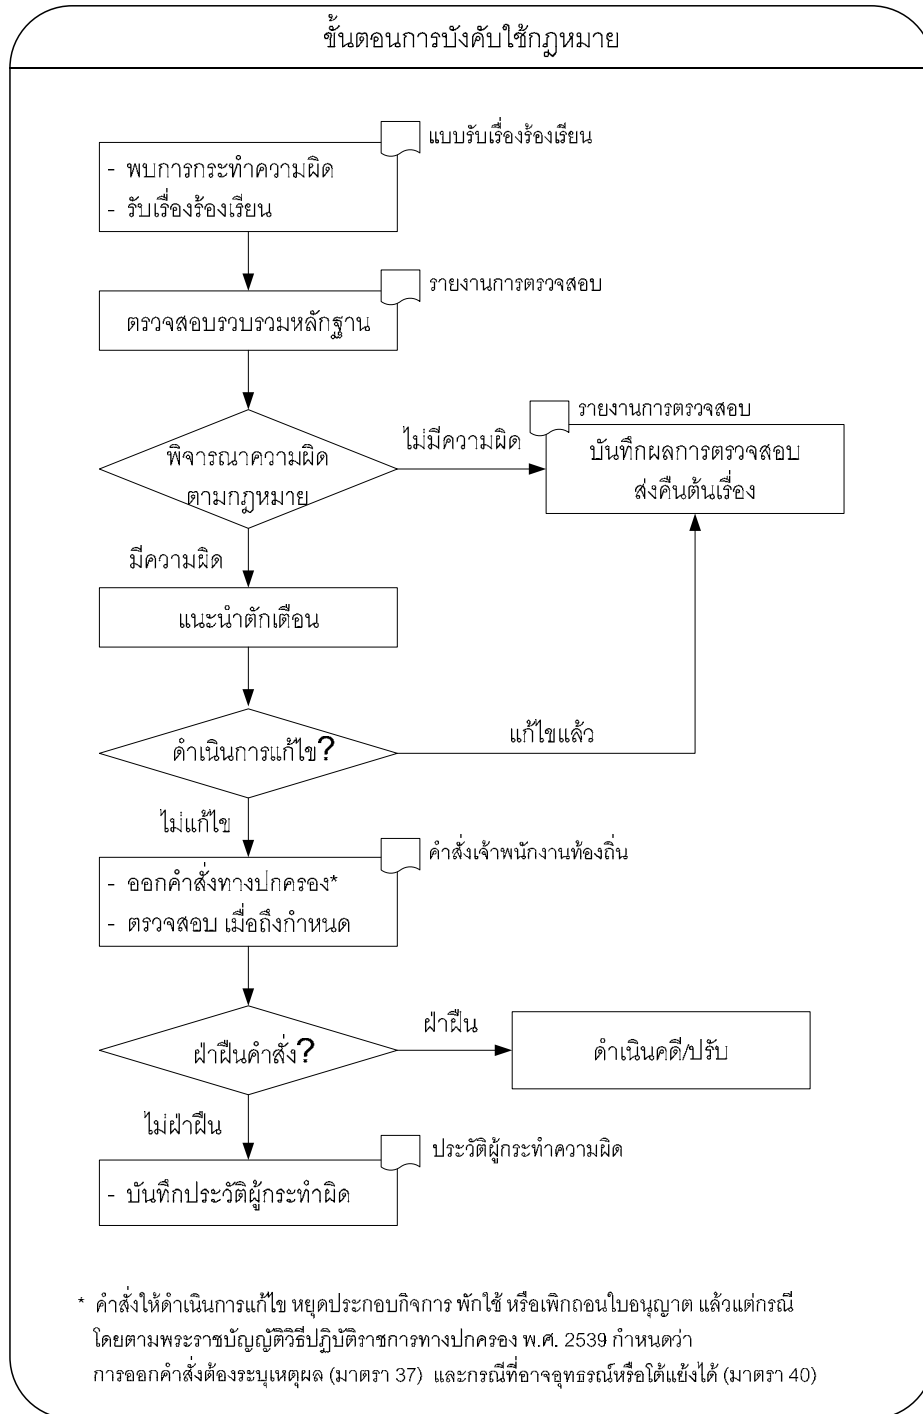 ขั้นตอนการบังคับใช้กฎหมาย
แบบรับเรื่องร้องเรียน
- พบการกระทำความผิด
- รับเรื่องร้องเรียน
รายงานการตรวจสอบ
ตรวจสอบรวบรวมหลักฐาน
รายงานการตรวจสอบ
พิจารณาความผิด
ตามกฎหมาย
ไม่มีความผิด
บันทึกผลการตรวจสอบ
ส่งคืนต้นเรื่อง
มีความผิด
แนะนำตักเตือน
ดำเนินการแก้ไข?
แก้ไขแล้ว
ไม่แก้ไข
คำสั่งเจ้าพนักงานท้องถิ่น
- ออกคำสั่งทางปกครอง*
- ตรวจสอบ เมื่อถึงกำหนด
ฝ่าฝืนคำสั่ง?
ฝ่าฝืน
ดำเนินคดี/ปรับ
ไม่ฝ่าฝืน
ประวัติผู้กระทำความผิด
- บันทึกประวัติผู้กระทำผิด
* คำสั่งให้ดำเนินการแก้ไข หยุดประกอบกิจการ พักใช้ หรือเพิกถอนใบอนุญาต แล้วแต่กรณี
โดยตามพระราชบัญญัติวิธีปฏิบัติราชการทางปกครอง พ.ศ. 2539 กำหนดว่า
การออกคำสั่งต้องระบุเหตุผล (มาตรา 37) และกรณีที่อาจอุทธรณ์หรือโต้แย้งได้ (มาตรา 40)